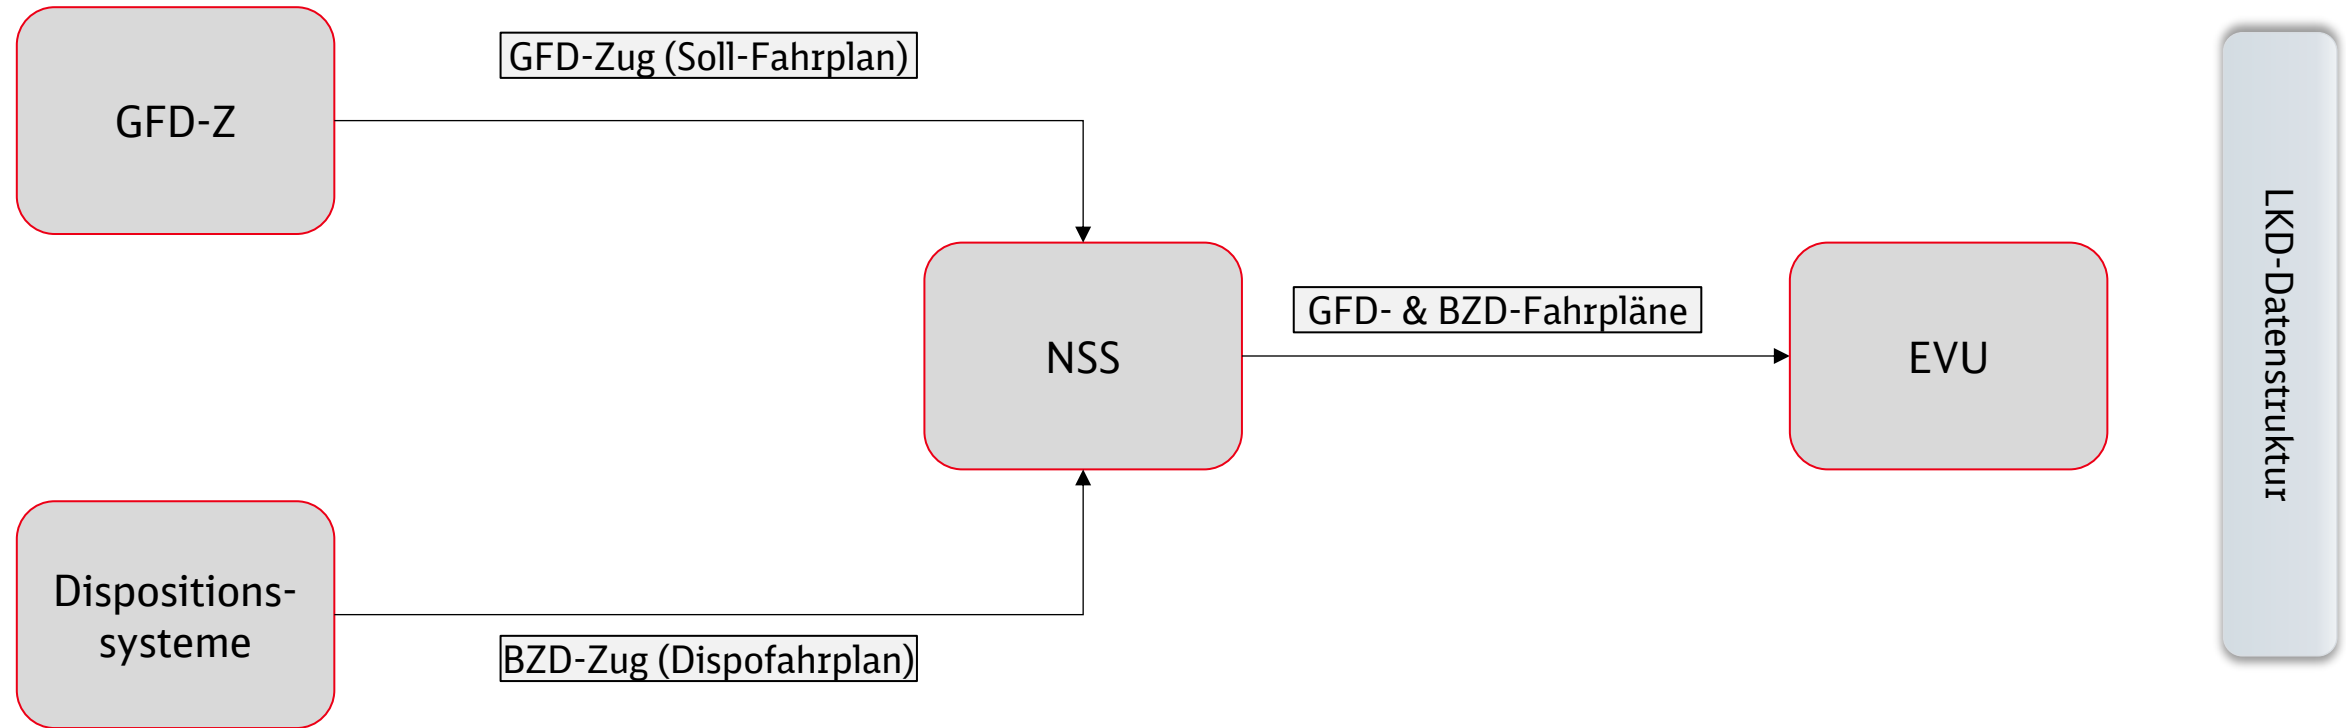 GFD-Zug (Soll-Fahrplan)
GFD-Z
NSS
GFD- & BZD-Fahrpläne
EVU
LKD-Datenstruktur
Dispositions-
systeme
BZD-Zug (Dispofahrplan)